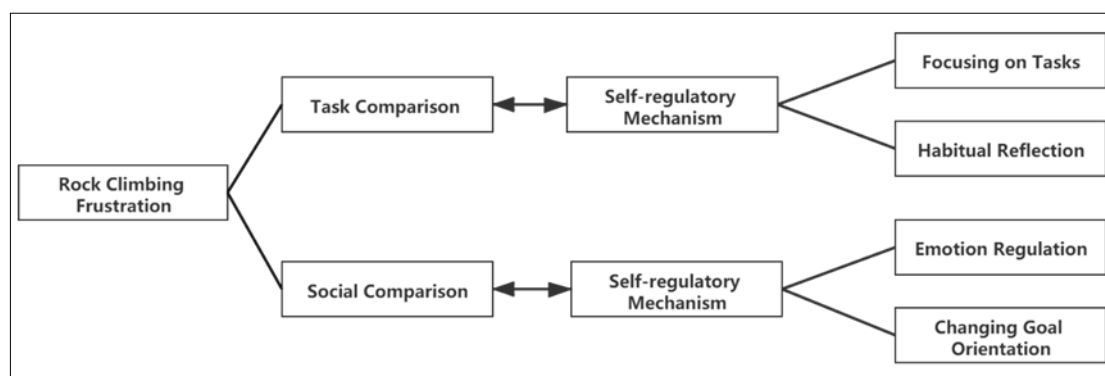 Rock Climbing
Frustration
Task Comparison
Self-regulatory
Mechanism
Focusing on Tasks
Habitual Reflection
Social Comparison
Self-regulatory
Mechanism
Emotion Regulation
Changing Goal
Orientation